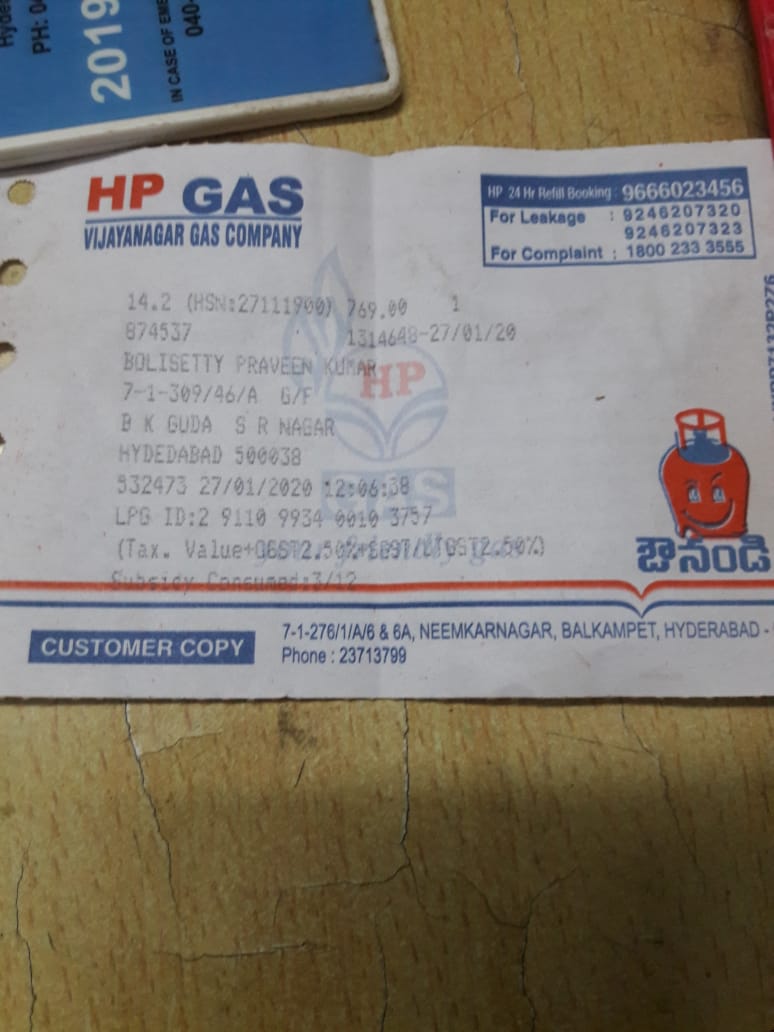 Hyde
PH: 04
2019
IN CASE OF EME
040-
HP GAS
VIJAYANAGAR GAS COMPANY
HP 24 Hr Refill Booking : 9666023456
For Leakage : 9246207320
9246207323
For Complaint : 1800 233 3555
14.2 (HSN:27111900) 769.00 1
874537 1314648-27/01/20
BOLISETTY PRAVEEN KUMAR
7-1-309/46/A G/F
B K GUDA S R NAGAR
HYDEDABAD 500038
532473 27/01/2020 12:06:38
LPG ID:2 9110 9934 0010 3757
(Tax. Value+CGST2.50%+SGST/UTGST2.50%)
Subsidy Consumed:3/12
HP
GAS
ఔనండి
CUSTOMER COPY
7-1-276/1/A/6 & 6A, NEEMKARNAGAR, BALKAMPET, HYDERABAD -
Phone : 23713799